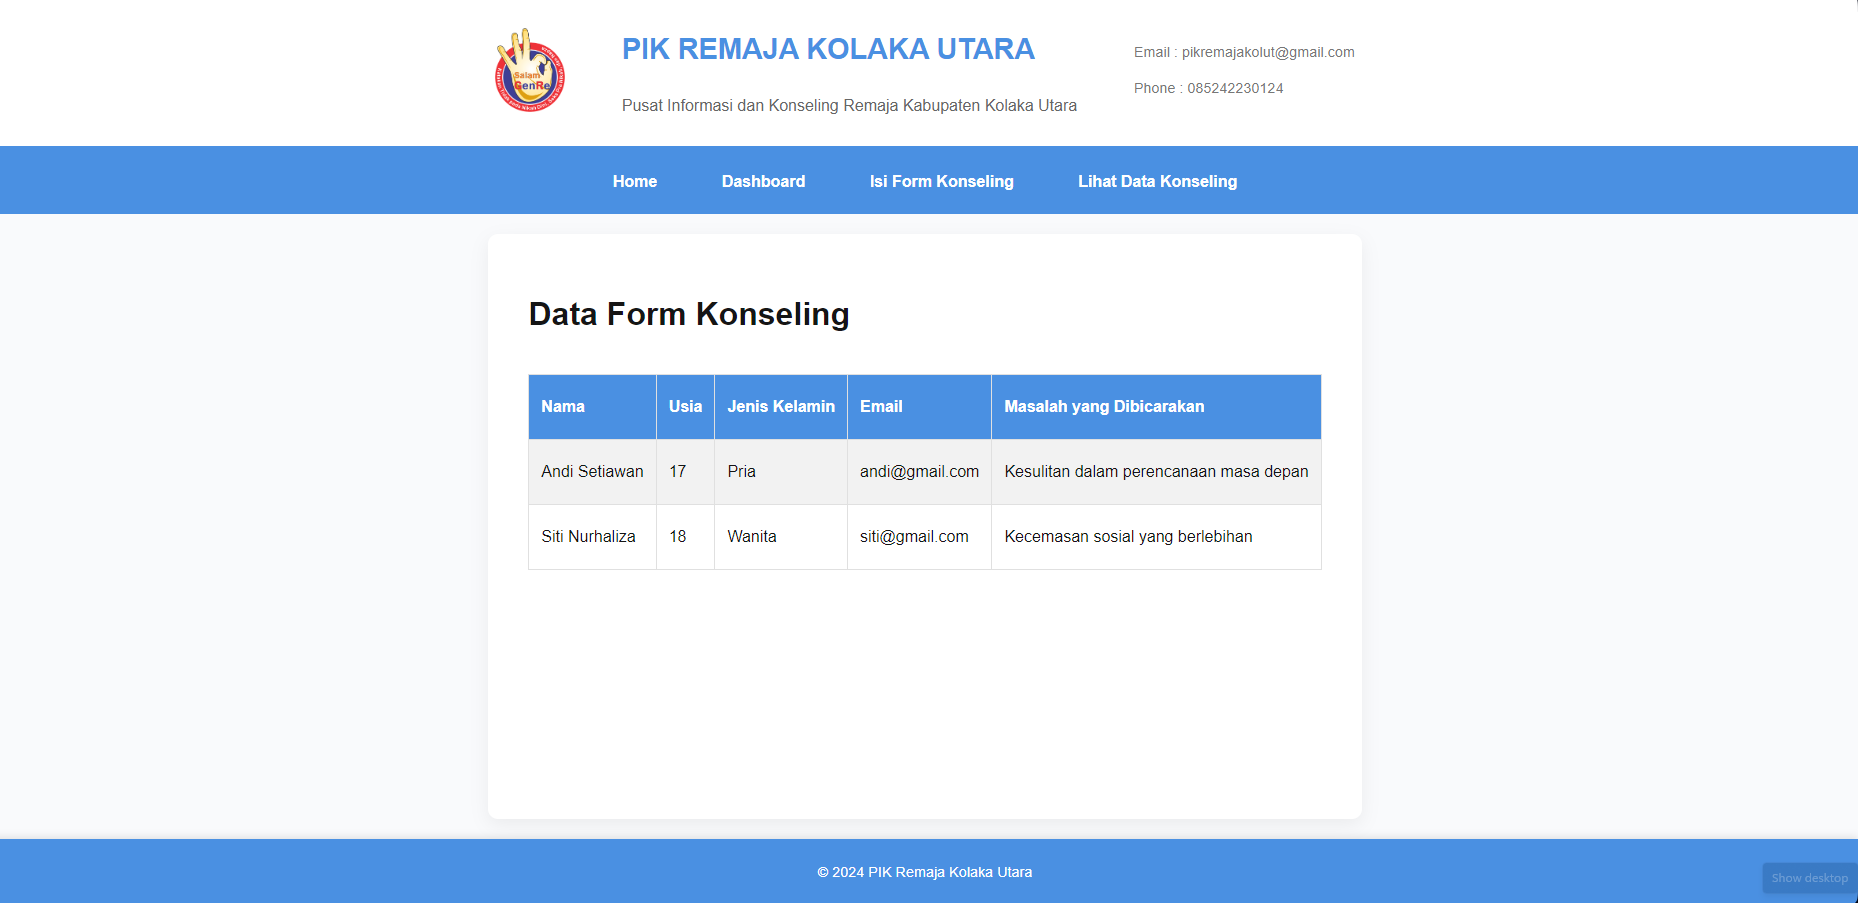 Salam
GenRe
PIK REMAJA KOLAKA UTARA
Pusat Informasi dan Konseling Remaja Kabupaten Kolaka Utara
Email : pikremajakolut@gmail.com
Phone : 085242230124
Home Dashboard Isi Form Konseling Lihat Data Konseling
Data Form Konseling
Nama Usia Jenis Kelamin Email Masalah yang Dibicarakan
Andi Setiawan 17 Pria andi@gmail.com Kesulitan dalam perencanaan masa depan
Siti Nurhaliza 18 Wanita siti@gmail.com Kecemasan sosial yang berlebihan
© 2024 PIK Remaja Kolaka Utara
Show desktop